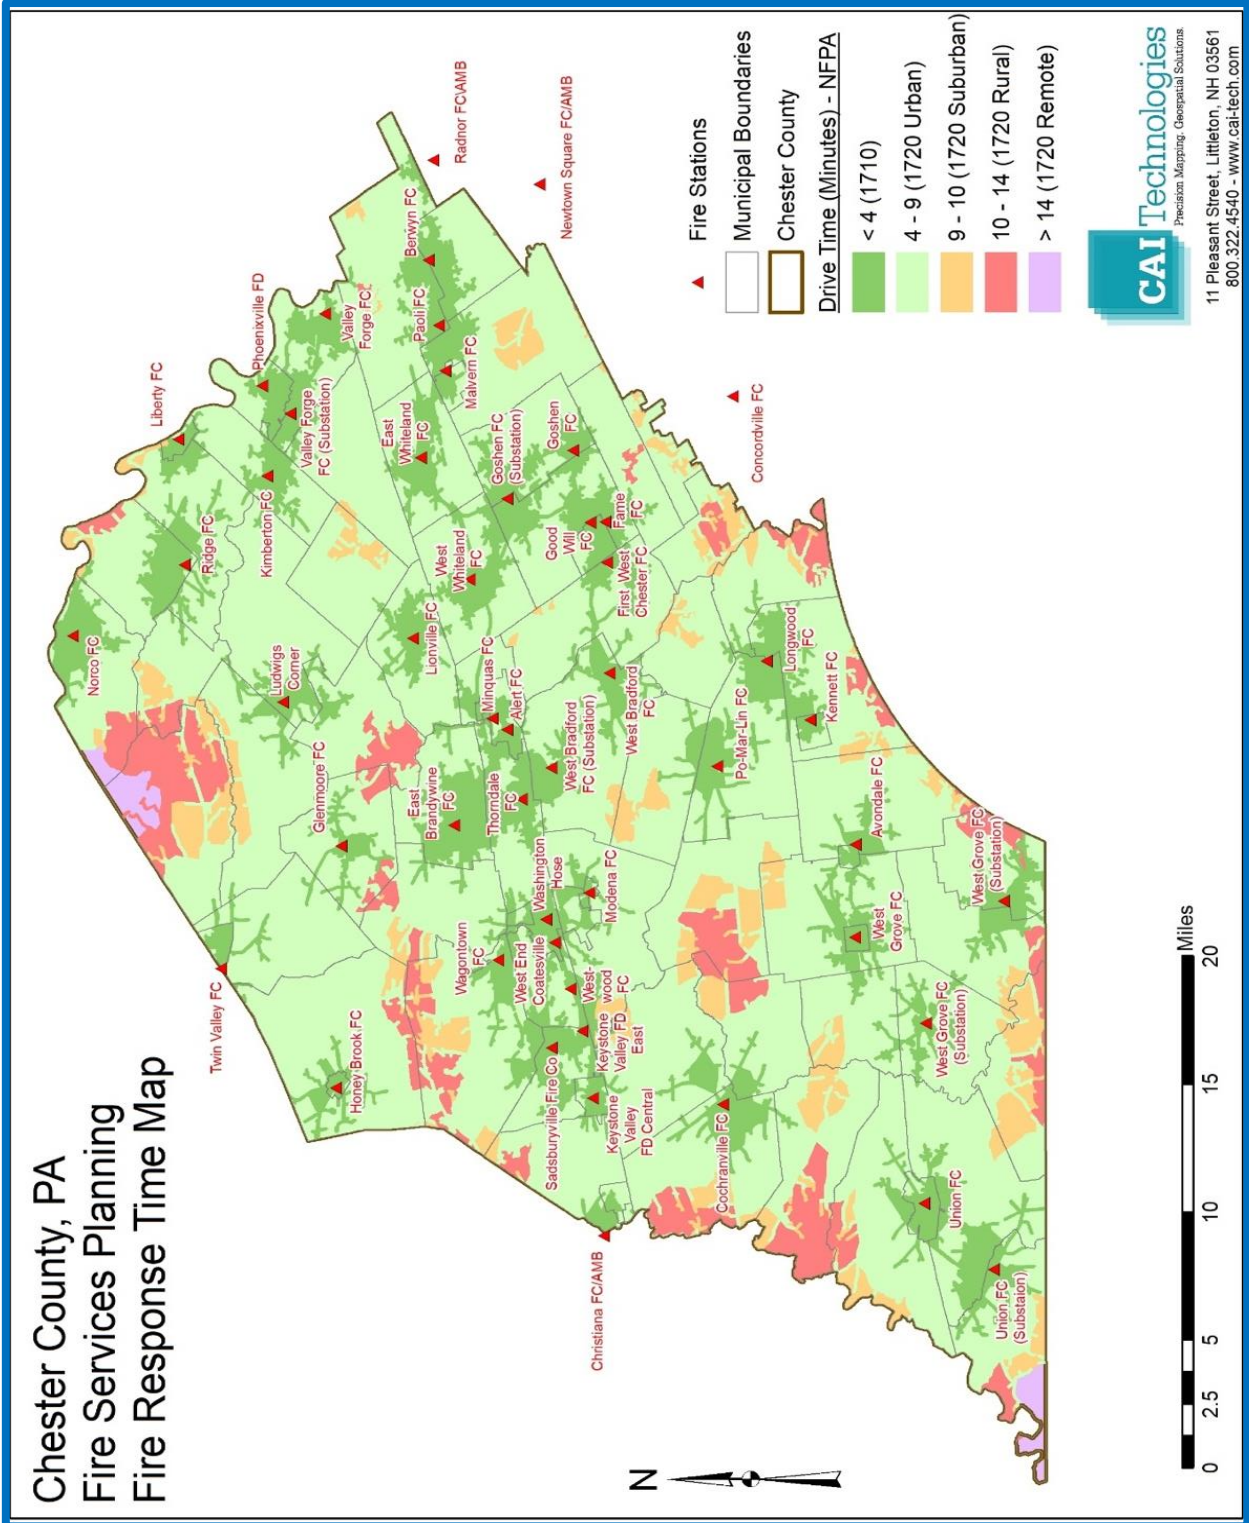 Chester County, PA
Fire Services Planning
Fire Response Time Map
Twin Valley FC
Honey Brook FC
Norco FC
Ridge FC
Liberty FC
Phoenixville FD
Kimberton FC
Valley Forge
FC (Substation)
Valley
Forge FC
Ludwigs
Corner
Glenmoore FC
East
Whiteland
FC
Paoli FC
Berwyn FC
Radnor FC\AMB
Malvern FC
Newtown Square FC/AMB
West
Whiteland
FC
Lionville FC
Goshen FC
(Substation)
Goshen
FC
Good
Will
FC
Fame
FC
First West
Chester FC
East
Brandywine
FC
Minquas FC
Alert FC
Thorndale
FC
West Bradford
FC (Substation)
West Bradford
FC
Wagontown
FC
Washington
Hose
West End
Coatesville
Modena FC
West-
wood
FC
Keystone
Valley FD
East
Sadsburyville Fire Co
Keystone
Valley
FD Central
Christiana FC/AMB
Cochranville FC
Concordville FC
Po-Mar-Lin FC
Longwood
FC
Kennett FC
Avondale FC
West
Grove FC
West Grove FC
(Substation)
West Grove FC
(Substation)
Union FC
Union FC
(Substaion)
N
0 2.5 5 10 15 20
Miles
Fire Stations
Municipal Boundaries
Chester County
Drive Time (Minutes) - NFPA
< 4 (1710)
4 - 9 (1720 Urban)
9 - 10 (1720 Suburban)
10 - 14 (1720 Rural)
> 14 (1720 Remote)
CAI Technologies
Precision Mapping. Geospatial Solutions.
11 Pleasant Street, Littleton, NH 03561
800.322.4540 - www.cai-tech.com